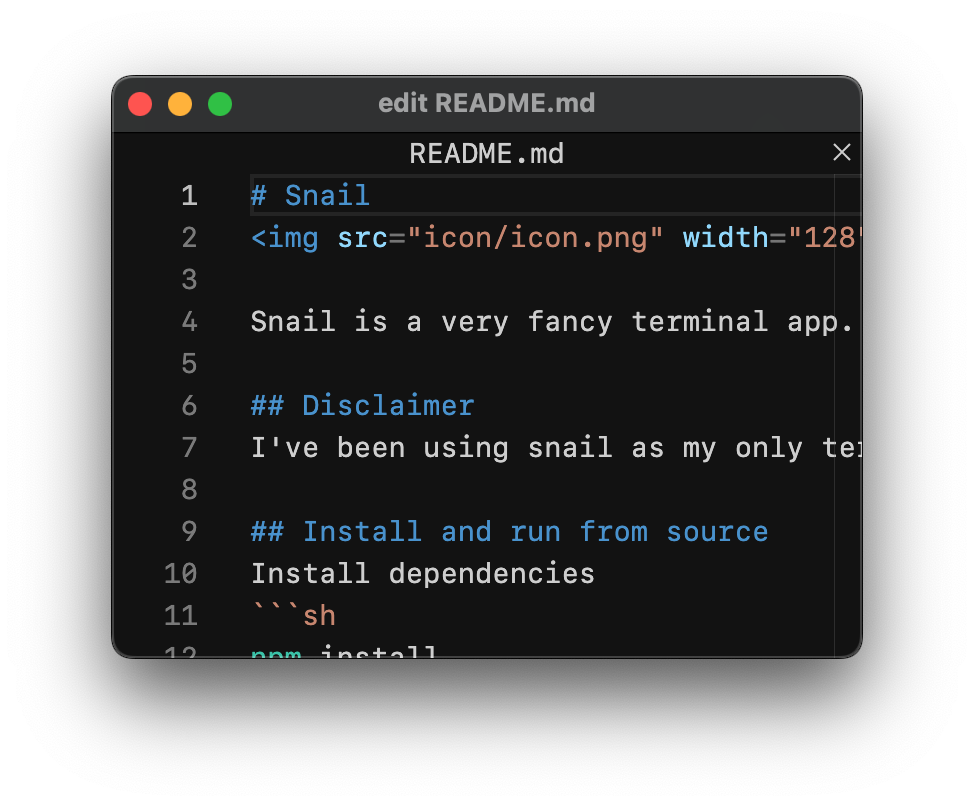 edit README.md
README.md
1 # Snail
2 <img src="icon/icon.png" width="128"
3
4 Snail is a very fancy terminal app.
5
6 ## Disclaimer
7 I've been using snail as my only
8
9 ## Install and run from source
10 Install dependencies
11 ```sh
12 npm install